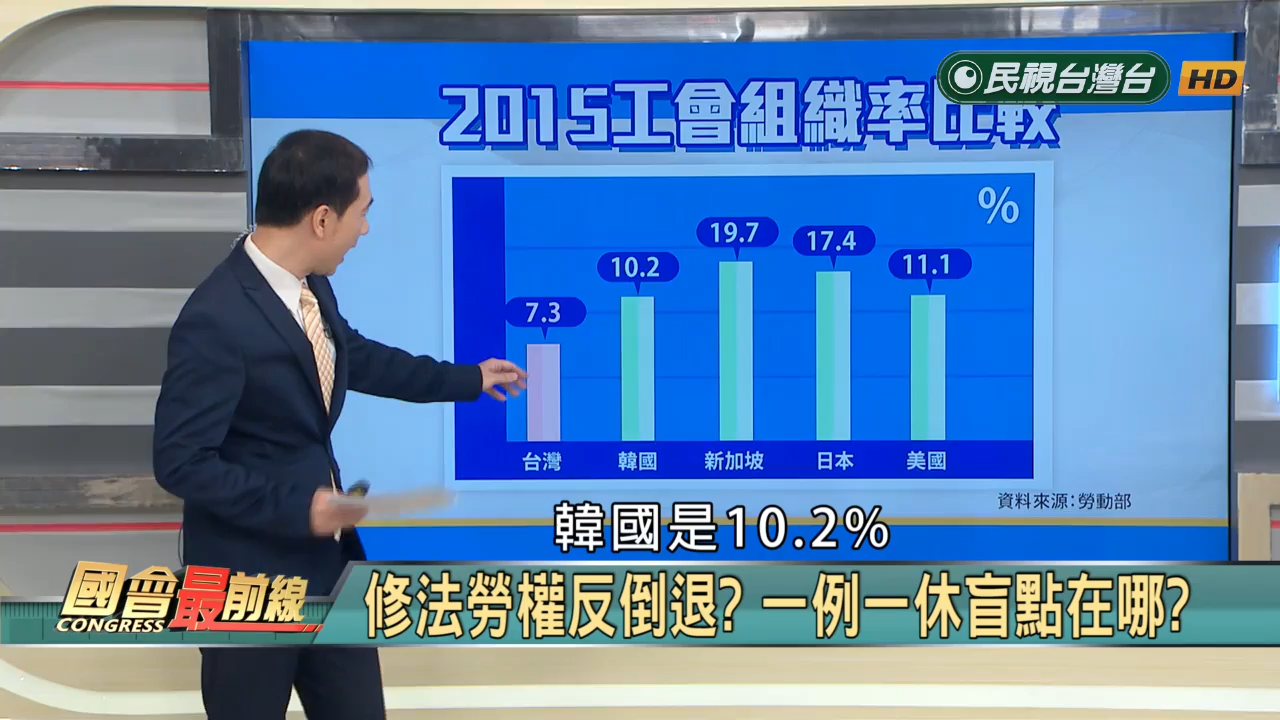 民視台灣台 HD
2015工會組織率比較
%
7.3
10.2
19.7
17.4
11.1
台灣 韓國 新加坡 日本 美國
資料來源:勞動部
韓國是10.2%
國會最前線
CONGRESS
修法勞權反倒退? 一例一休盲點在哪?